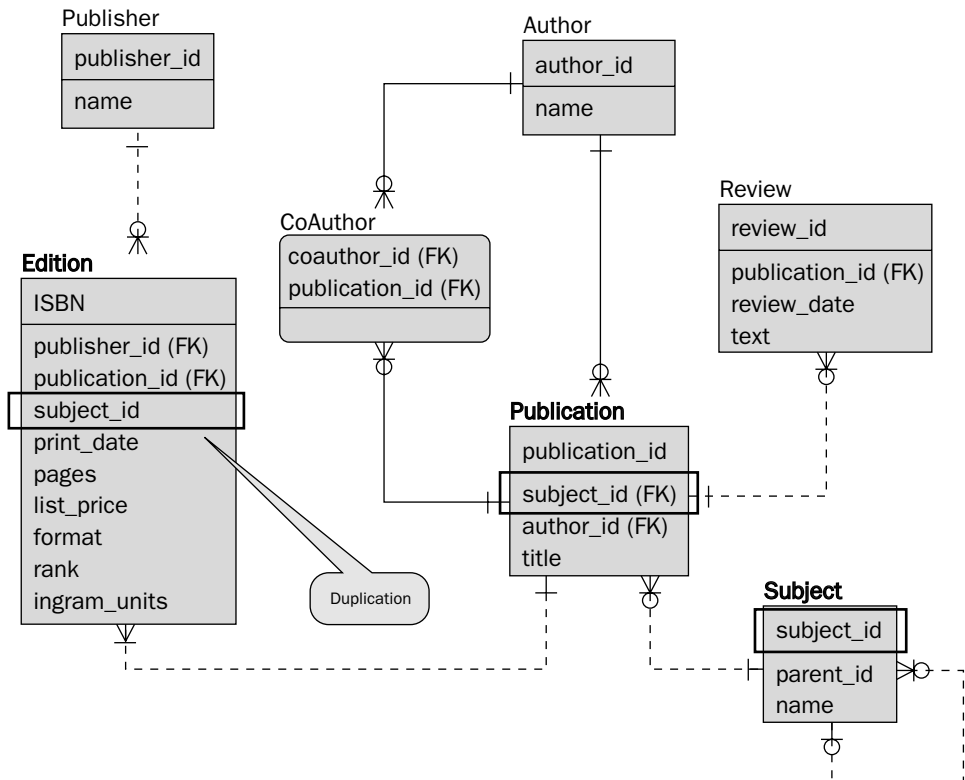 Publisher
publisher_id
name
Author
author_id
name
CoAuthor
coauthor_id (FK)
publication_id (FK)
Review
review_id
publication_id (FK)
review_date
text
Edition
ISBN
publisher_id (FK)
publication_id (FK)
subject_id
print_date
pages
list_price
format
rank
ingram_units
Duplication
Publication
publication_id
subject_id (FK)
author_id (FK)
title
Subject
subject_id
parent_id
name